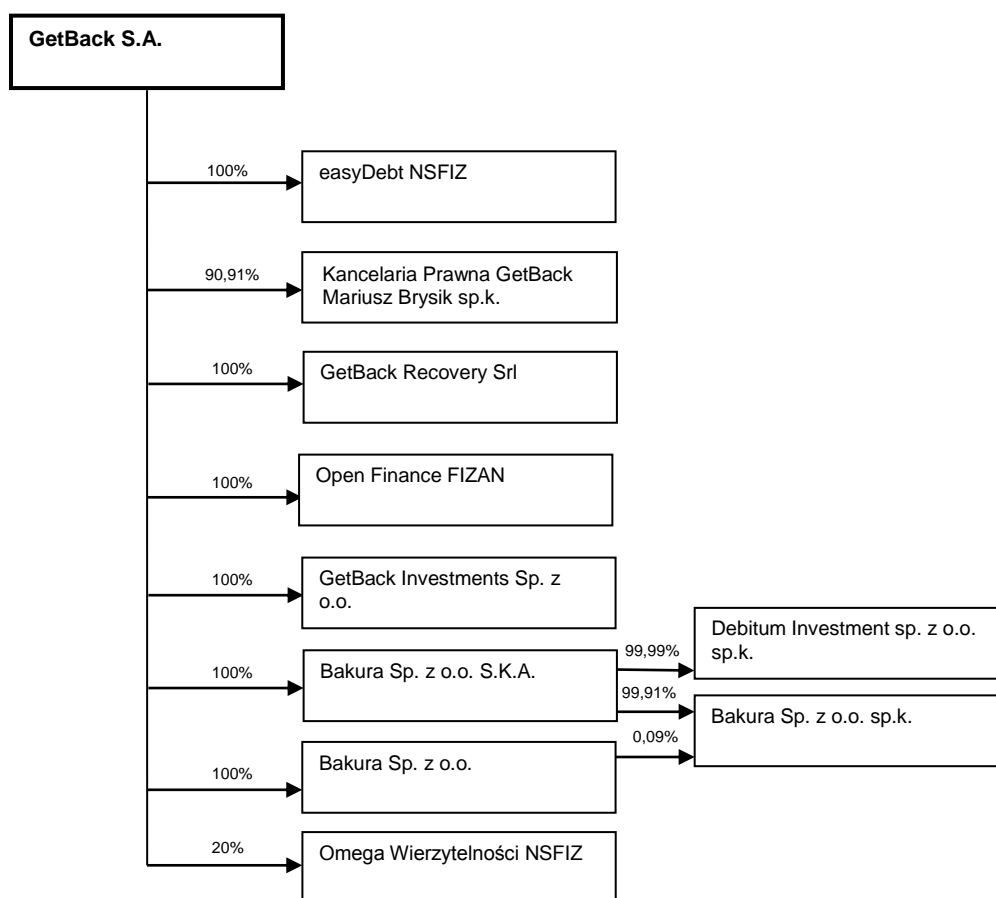 GetBack S.A.
100%
easyDebt NSFIZ
90,91%
Kancelaria Prawna GetBack
Mariusz Brysik sp.k.
100%
GetBack Recovery Srl
100%
Open Finance FIZAN
100%
GetBack Investments Sp. z
o.o.
100%
Bakura Sp. z o.o. S.K.A.
99,99%
Debitum Investment sp. z o.o.
sp.k.
99,91%
Bakura Sp. z o.o. sp.k.
0,09%
100%
Bakura Sp. z o.o.
20%
Omega Wierzytelności NSFIZ